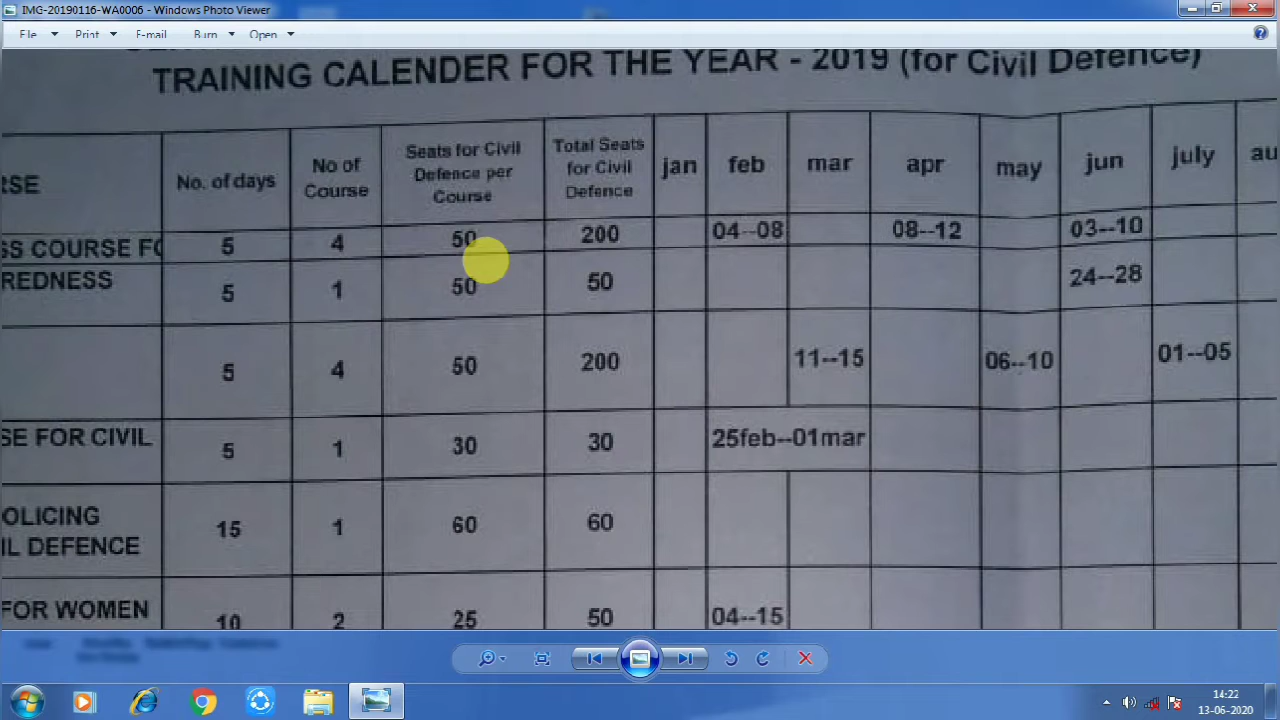 IMG-20190116-WA0006 - Windows Photo Viewer
File Print E-mail Burn Open
TRAINING CALENDER FOR THE YEAR - 2019 (for Civil Defence)
RSE No. of days No of Course Seats for Civil Defence per Course Total Seats for Civil Defence jan feb mar apr may jun july au
SS COURSE FO 5 4 50 200 04--08 08--12 03--10
REDNESS 5 1 50 50 24--28
5 4 50 200 11--15 06--10 01--05
SE FOR CIVIL 5 1 30 30 25feb--01mar
OLICING
IL DEFENCE 15 1 60 60
FOR WOMEN 10 2 25 50 04--15
14:22
13-06-2020